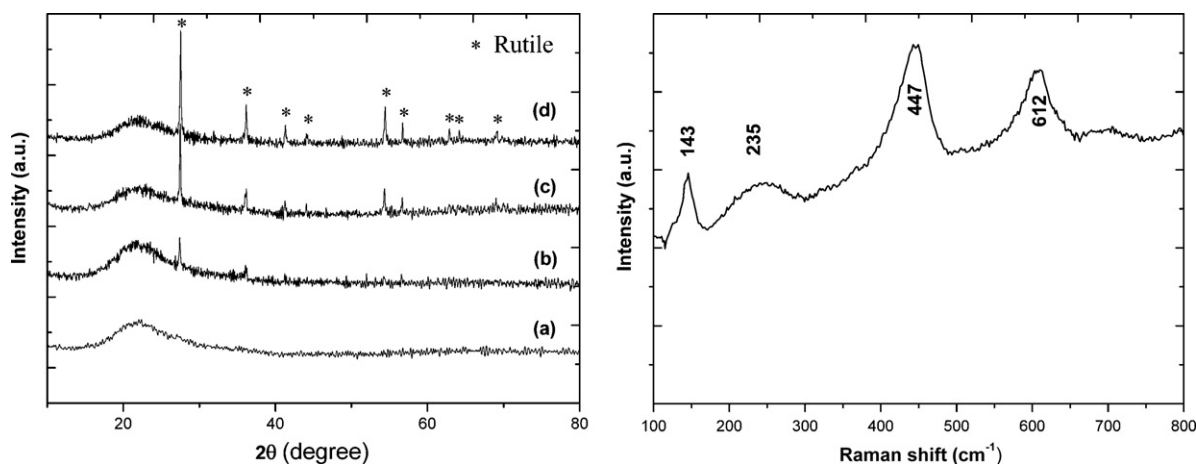 * Rutile
*
*
*
*
*
*
*
*
*
(d)
(c)
(b)
(a)
Intensity (a.u.)
20
40
60
80
2θ (degree)
143
235
447
612
Intensity (a.u.)
100
200
300
400
500
600
700
800
Raman shift (cm⁻¹)